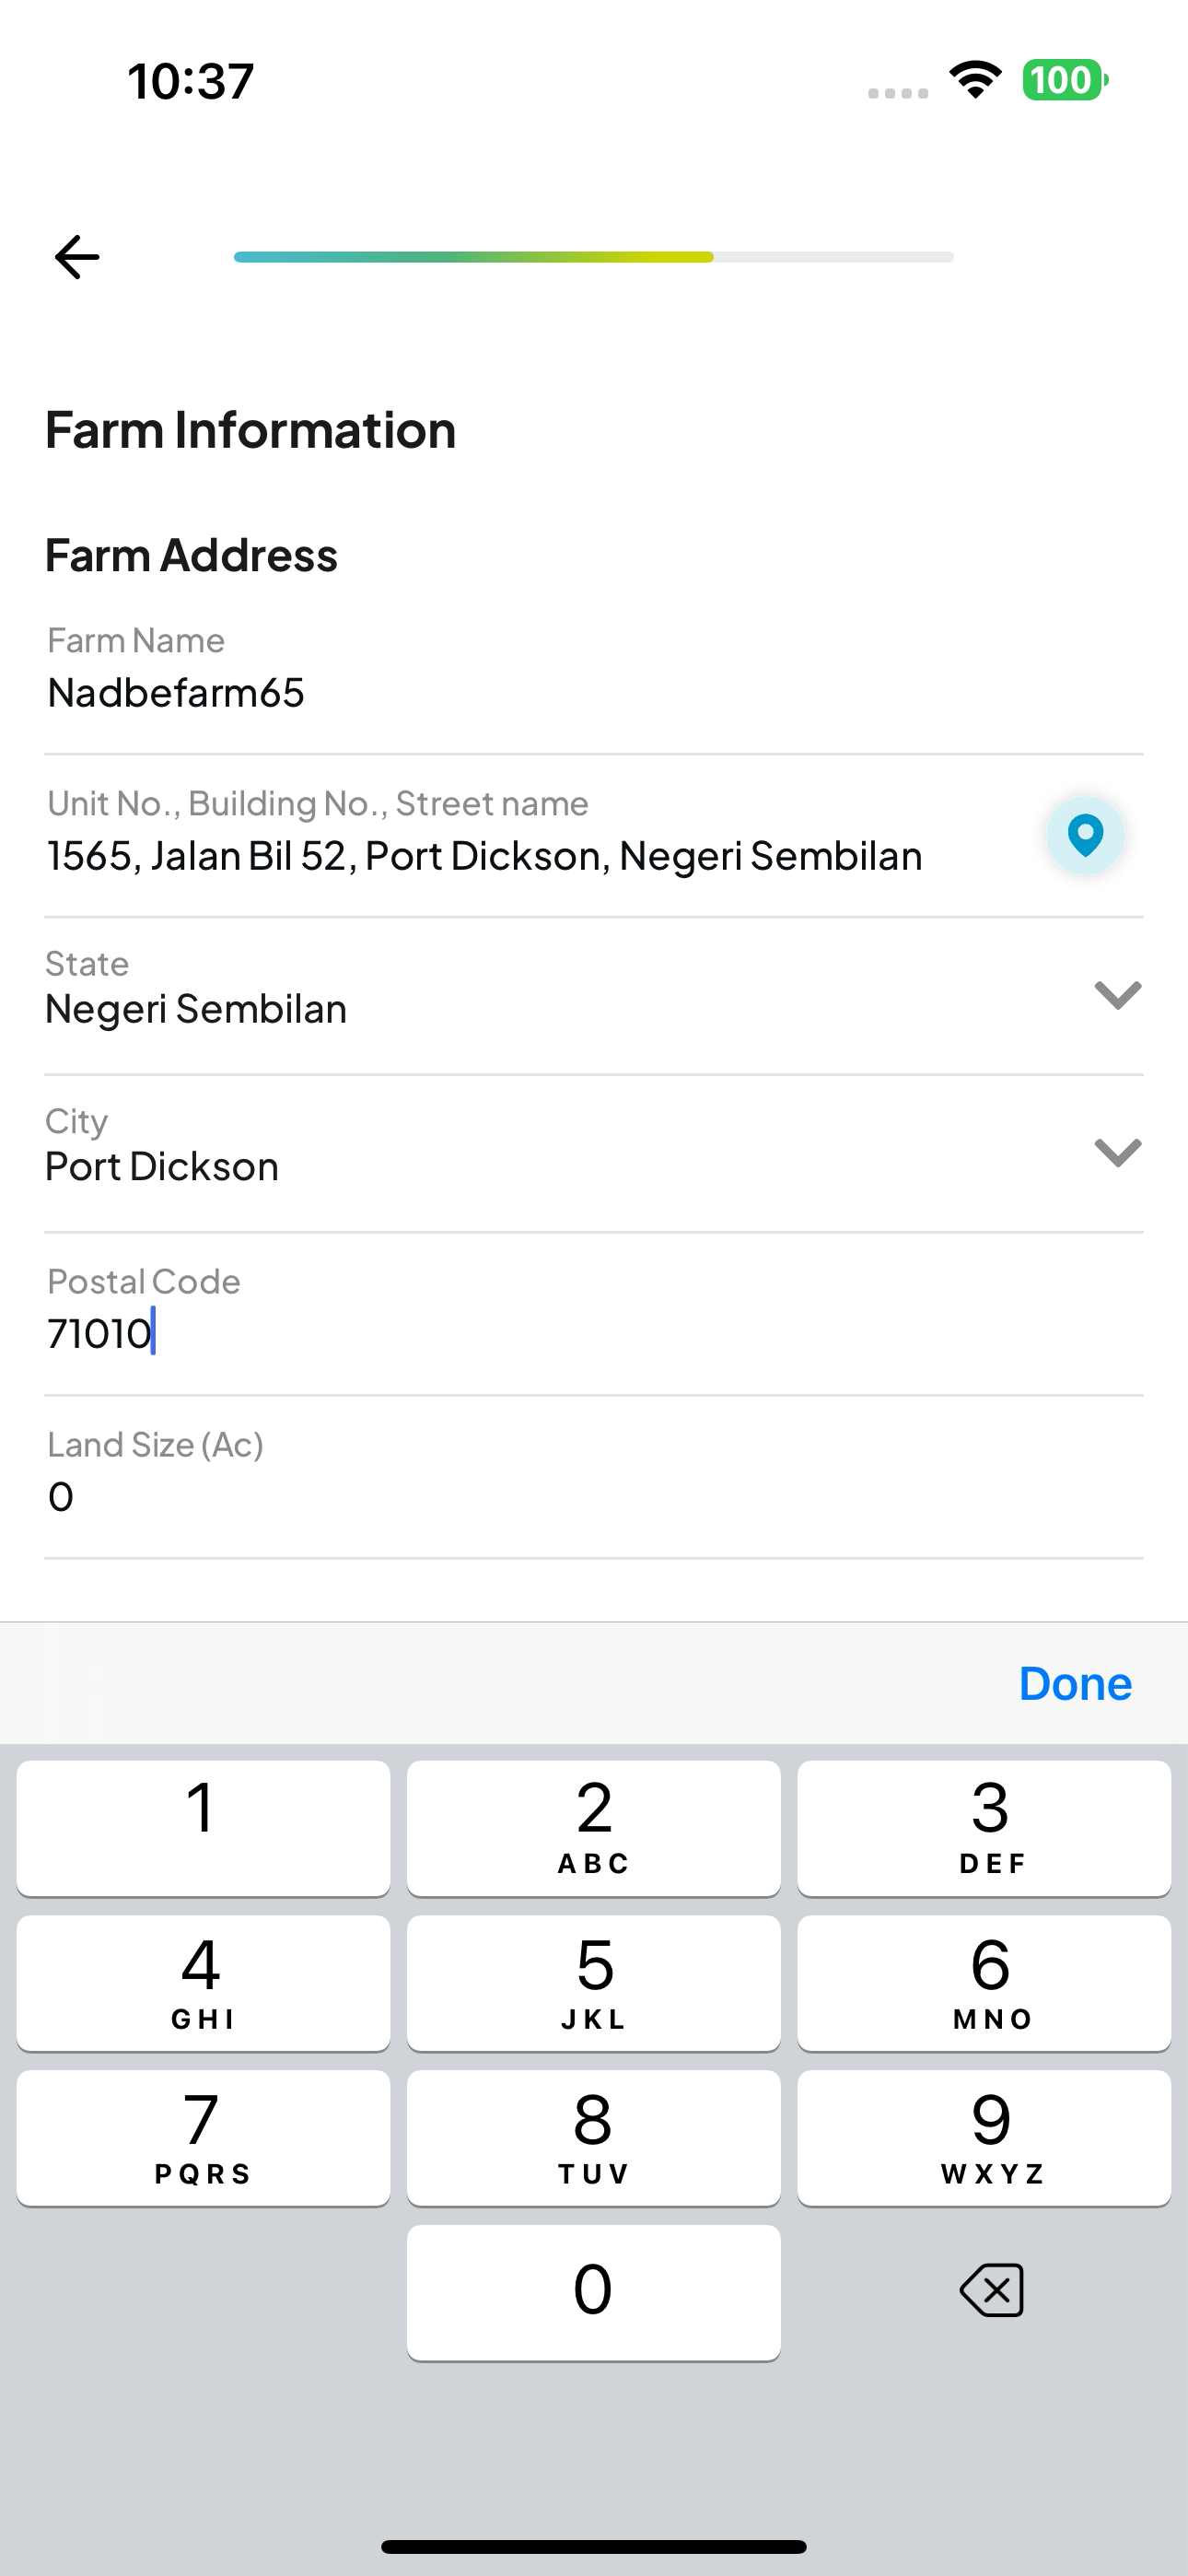 10:37
100
Farm Information
Farm Address
Farm Name
Nadbefarm65
Unit No., Building No., Street name
1565, Jalan Bil 52, Port Dickson, Negeri Sembilan
State
Negeri Sembilan
City
Port Dickson
Postal Code
71010
Land Size (Ac)
0
Done
1
2
ABC
3
DEF
4
GHI
5
JKL
6
MNO
7
PQRS
8
TUV
9
WXYZ
0